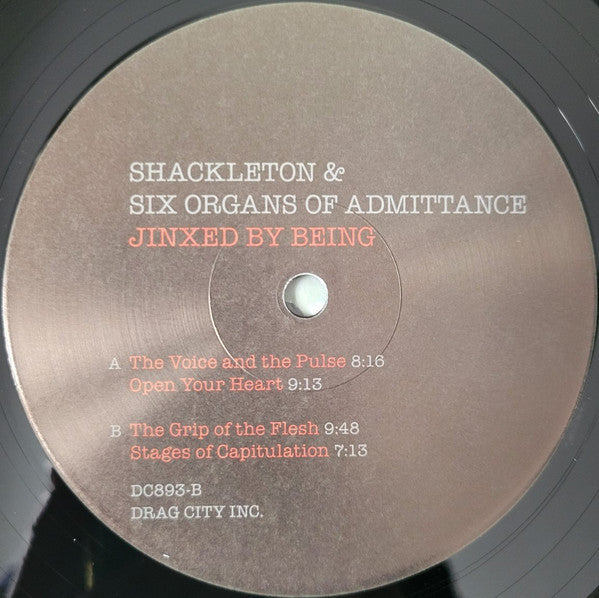 SHACKLETON &
SIX ORGANS OF ADMITTANCE
JINXED BY BEING
A The Voice and the Pulse 8:16
Open Your Heart 9:13
B The Grip of the Flesh 9:48
Stages of Capitulation 7:13
DC893-B
DRAG CITY INC.